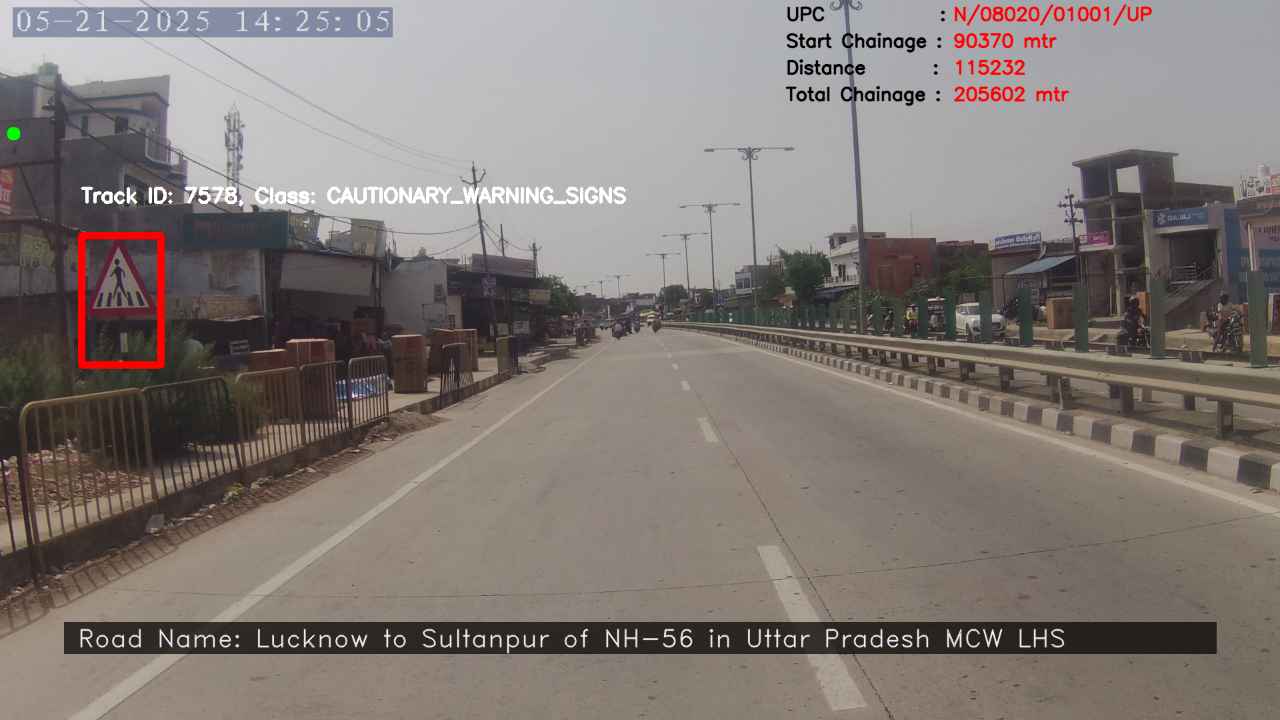 05-21-2025 14:25:05
UPC : N/08020/01001/UP
Start Chainage : 90370 mtr
Distance : 115232
Total Chainage : 205602 mtr
Track ID: 7578, Class: CAUTIONARY_WARNING_SIGNS
Road Name: Lucknow to Sultanpur of NH-56 in Uttar Pradesh MCW LHS